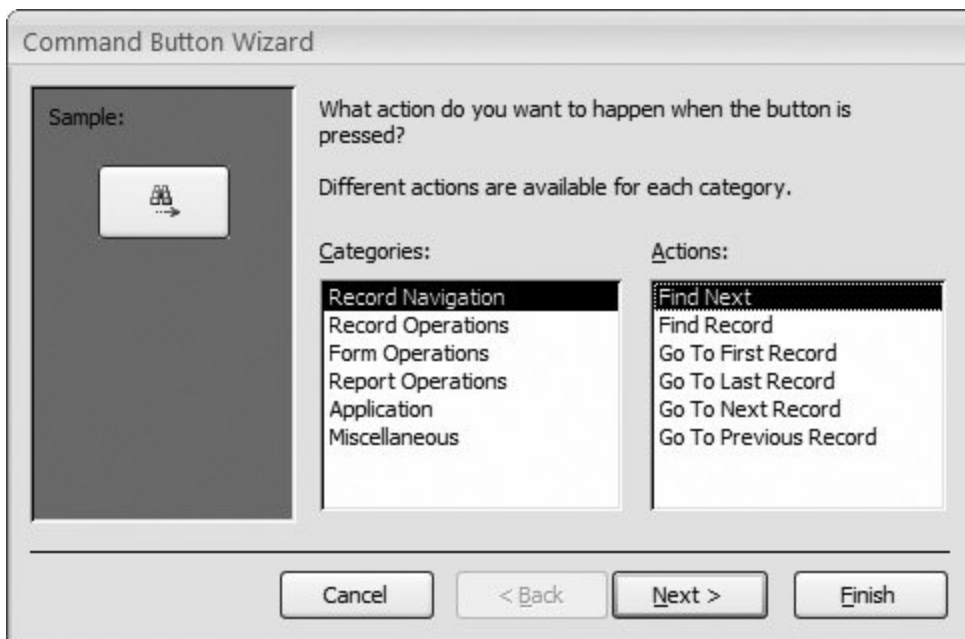 Command Button Wizard
Sample:
What action do you want to happen when the button is
pressed?
Different actions are available for each category.
Categories:
Record Navigation
Record Operations
Form Operations
Report Operations
Application
Miscellaneous
Actions:
Find Next
Find Record
Go To First Record
Go To Last Record
Go To Next Record
Go To Previous Record
Cancel
< Back
Next >
Finish